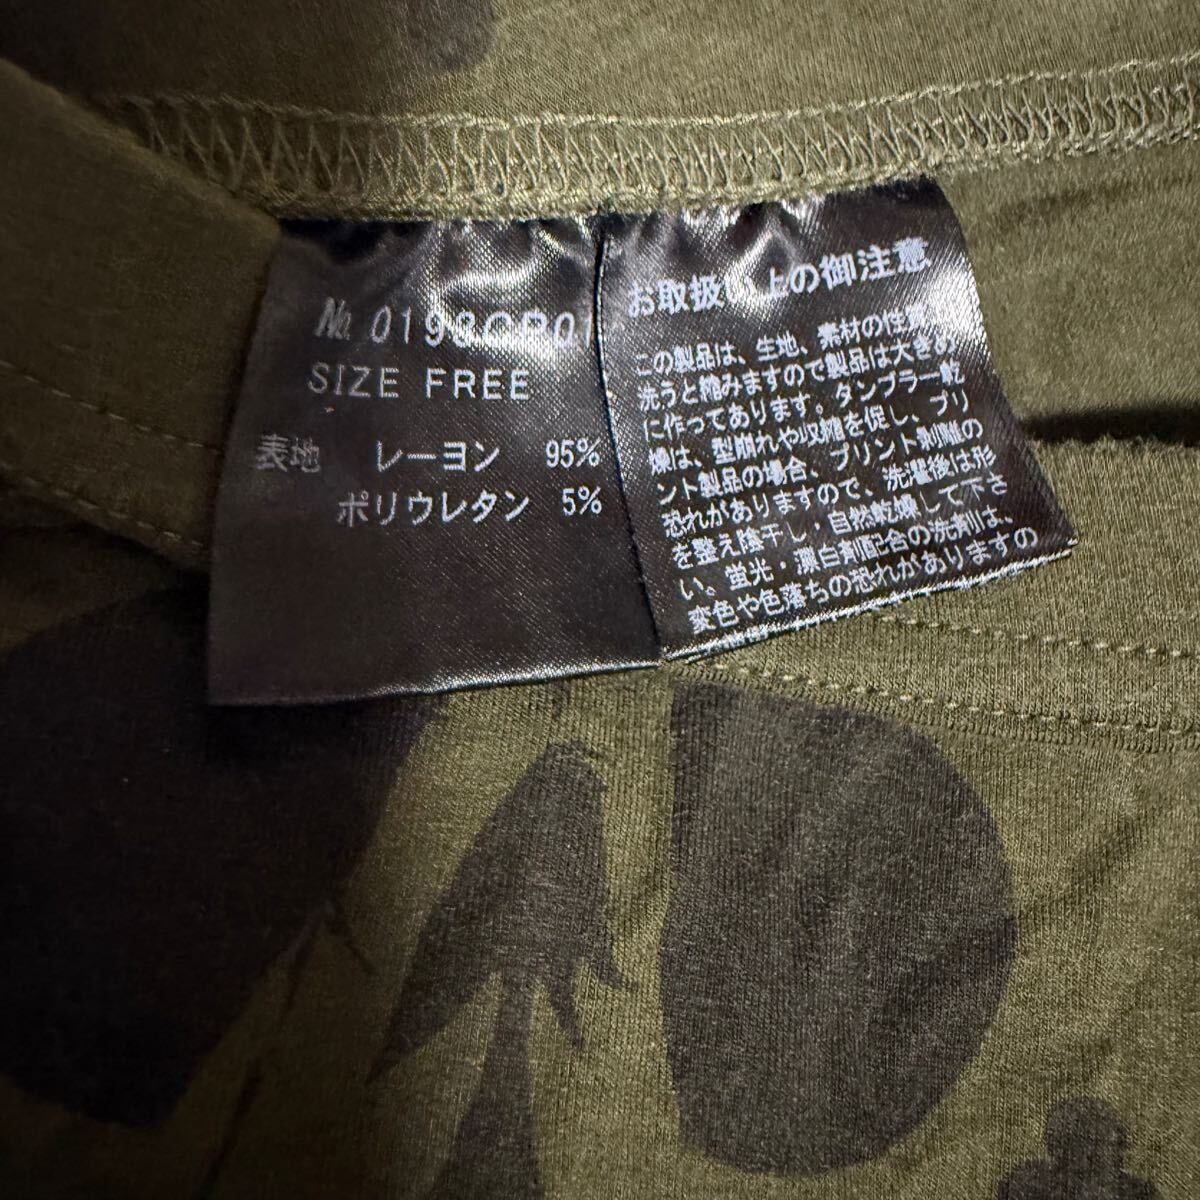 No. 0193CP01
SIZE FREE
表地 レーヨン 95%
ポリウレタン 5%
お取扱い上の御注意
この製品は、生地、素材の性質
洗うと縮みますので製品は大きめ
に作ってあります。タンブラー乾
燥は、型崩れや収縮を促し、プリ
ント製品の場合、プリント剥離の
恐れがありますので、洗濯後は形
を整え陰干し・自然乾燥して下さ
い。蛍光・漂白剤配合の洗剤は、
変色や色落ちの恐れがありますの